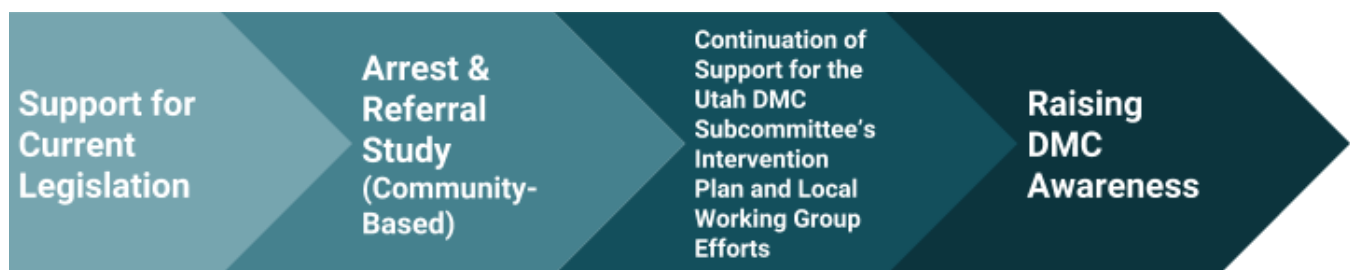 Support for
Current
Legislation
Arrest &
Referral
Study
(Community-
Based)
Continuation of
Support for the
Utah DMC
Subcommittee's
Intervention
Plan and Local
Working Group
Efforts
Raising
DMC
Awareness